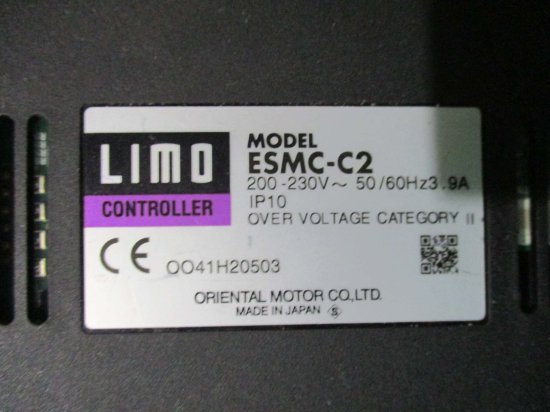 LIMO
CONTROLLER
MODEL
ESMC-C2
200-230V~ 50/60Hz3.9A
IP10
OVER VOLTAGE CATEGORY II
CE OO41H20503
ORIENTAL MOTOR CO.,LTD.
MADE IN JAPAN S